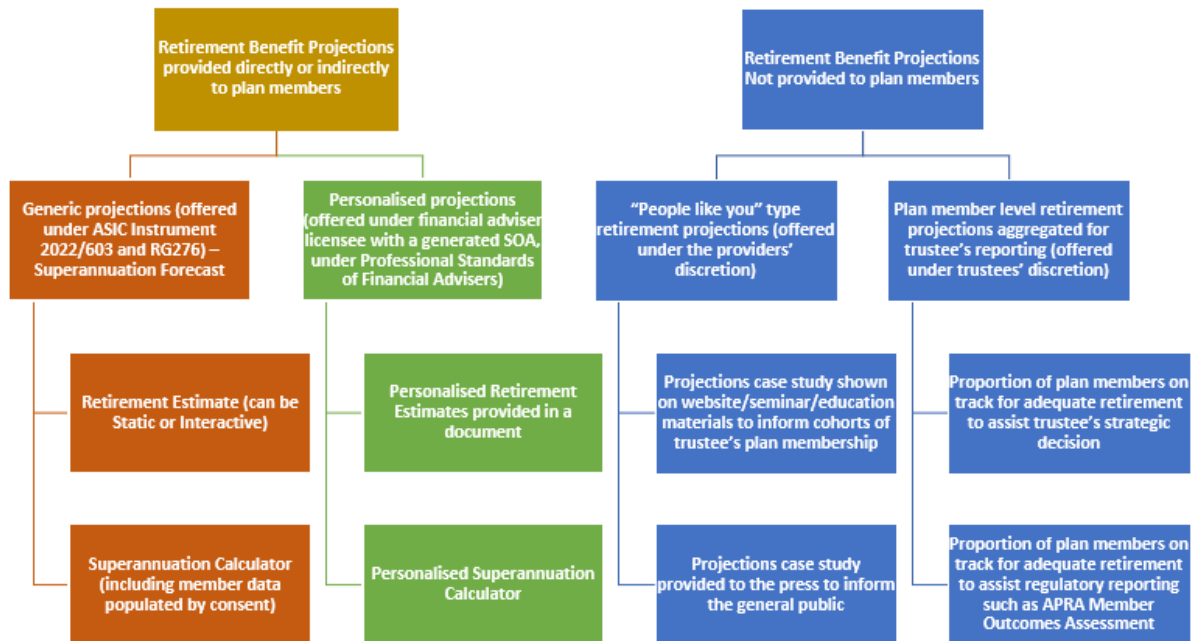 Retirement Benefit Projections
provided directly or indirectly
to plan members
Retirement Benefit Projections
Not provided to plan members
Generic projections (offered
under ASIC Instrument
2022/603 and RG276) –
Superannuation Forecast
Personalised projections
(offered under financial adviser
licensee with a generated SOA,
under Professional Standards
of Financial Advisers)
“People like you” type
retirement projections (offered
under the providers’
discretion)
Plan member level retirement
projections aggregated for
trustee’s reporting (offered
under trustees’ discretion)
Retirement Estimate (can be
Static or Interactive)
Personalised Retirement
Estimates provided in a
document
Projections case study shown
on website/seminar/education
materials to inform cohorts of
trustee’s plan membership
Proportion of plan members on
track for adequate retirement
to assist trustee’s strategic
decision
Superannuation Calculator
(including member data
populated by consent)
Personalised Superannuation
Calculator
Projections case study
provided to the press to inform
the general public
Proportion of plan members on
track for adequate retirement
to assist regulatory reporting
such as APRA Member
Outcomes Assessment